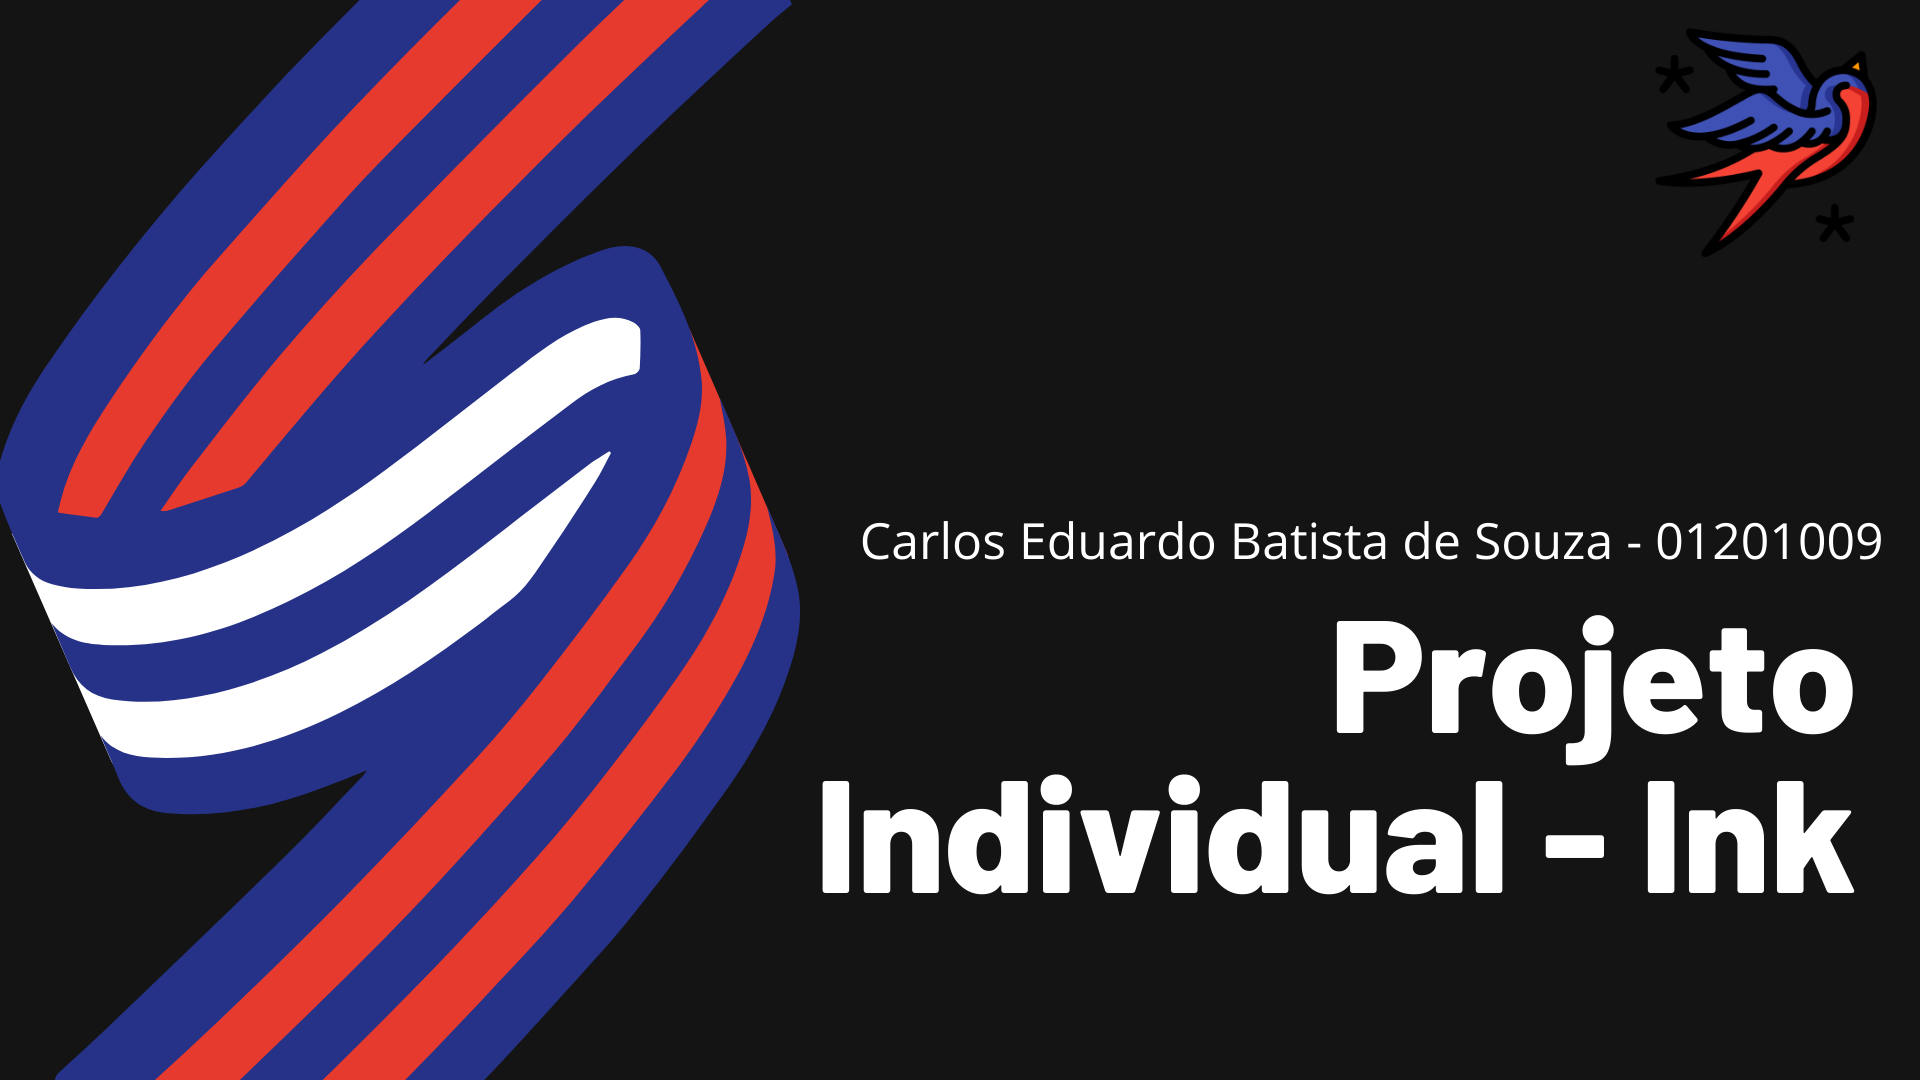 Carlos Eduardo Batista de Souza - 01201009
Projeto
Individual - Ink